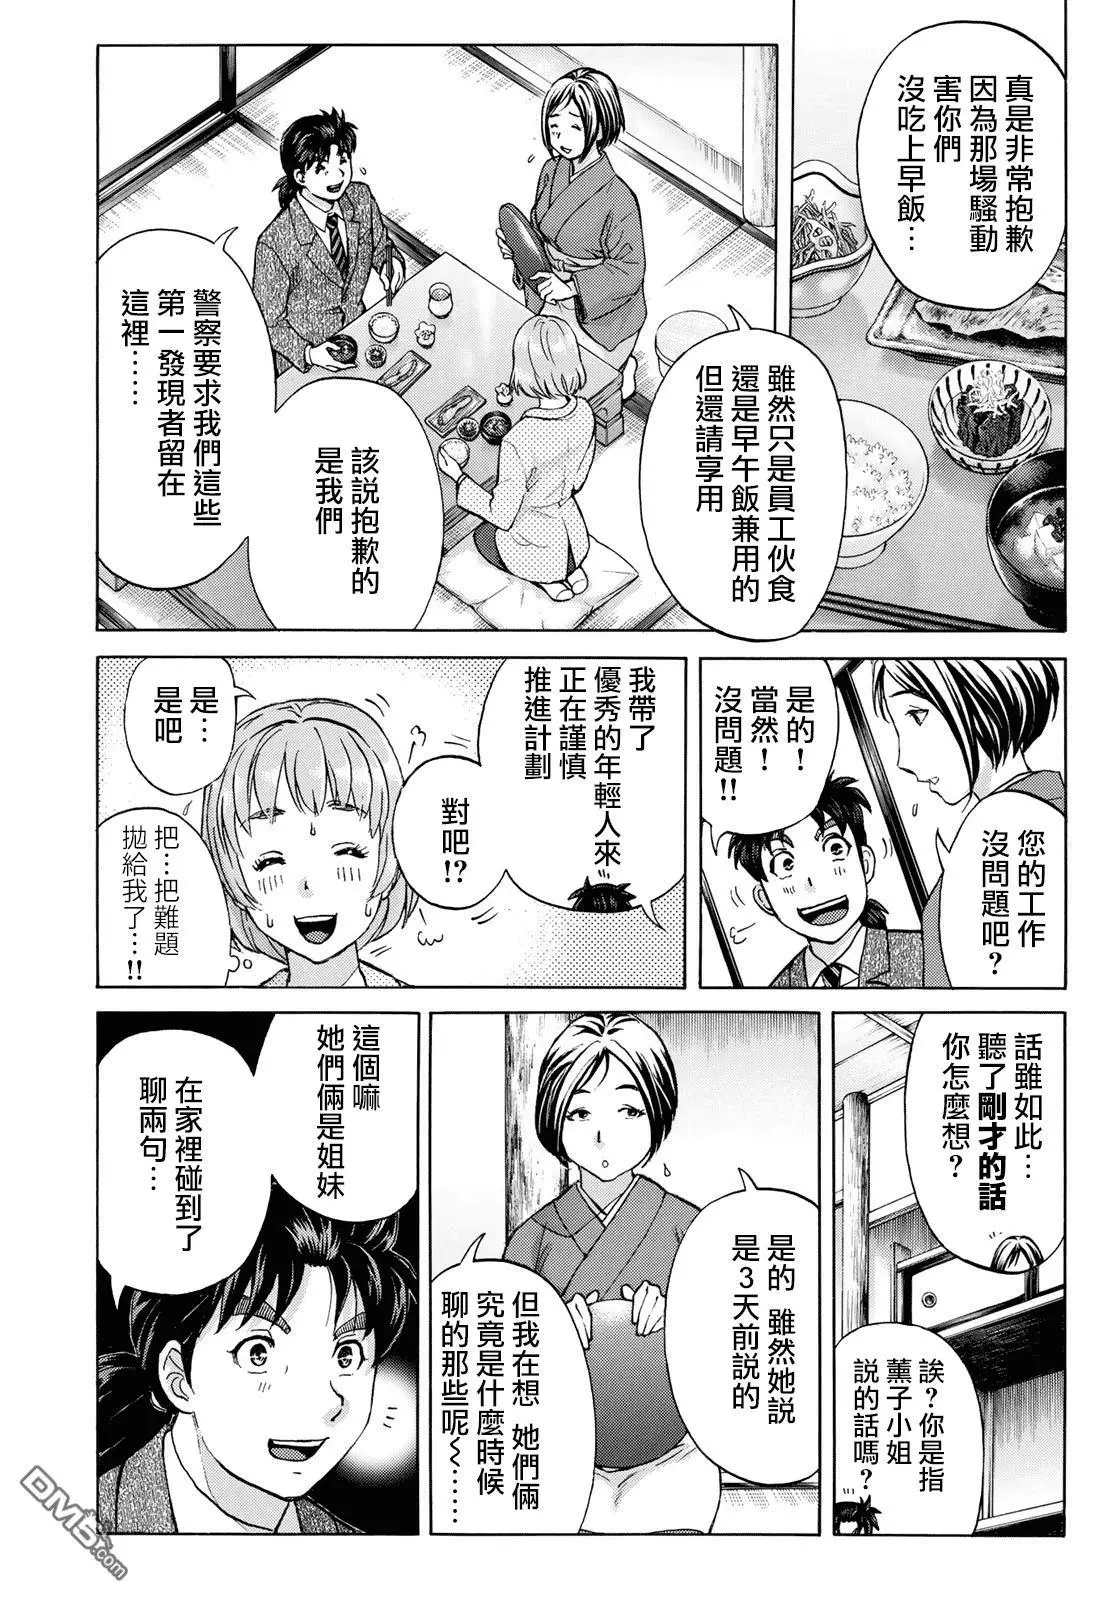 真是非常抱歉
因為那場騷動
害你們
沒吃上早飯…
雖然只是員工伙食
還是早午飯兼用的
但還請享用
該說抱歉的
是我們
警察要求我們這些
第一發現者留在
這裡……
您的工作
沒問題吧?
是的!
當然!
沒問題!!
我帶了
優秀的年輕人來
正在謹慎
推進計劃
對吧!?
是…
是吧
把…把難題
拋給我了…!!
話雖如此…
聽了剛才的話
你怎麼想?
誒?你是指
薰子小姐
說的話嗎?
是的 雖然她說
是3天前說的
但我在想 她們倆
究竟是什麼時候
聊的那些呢~……
這個嘛
她們倆是姐妹
在家裡碰到了
聊兩句…
DM5.com